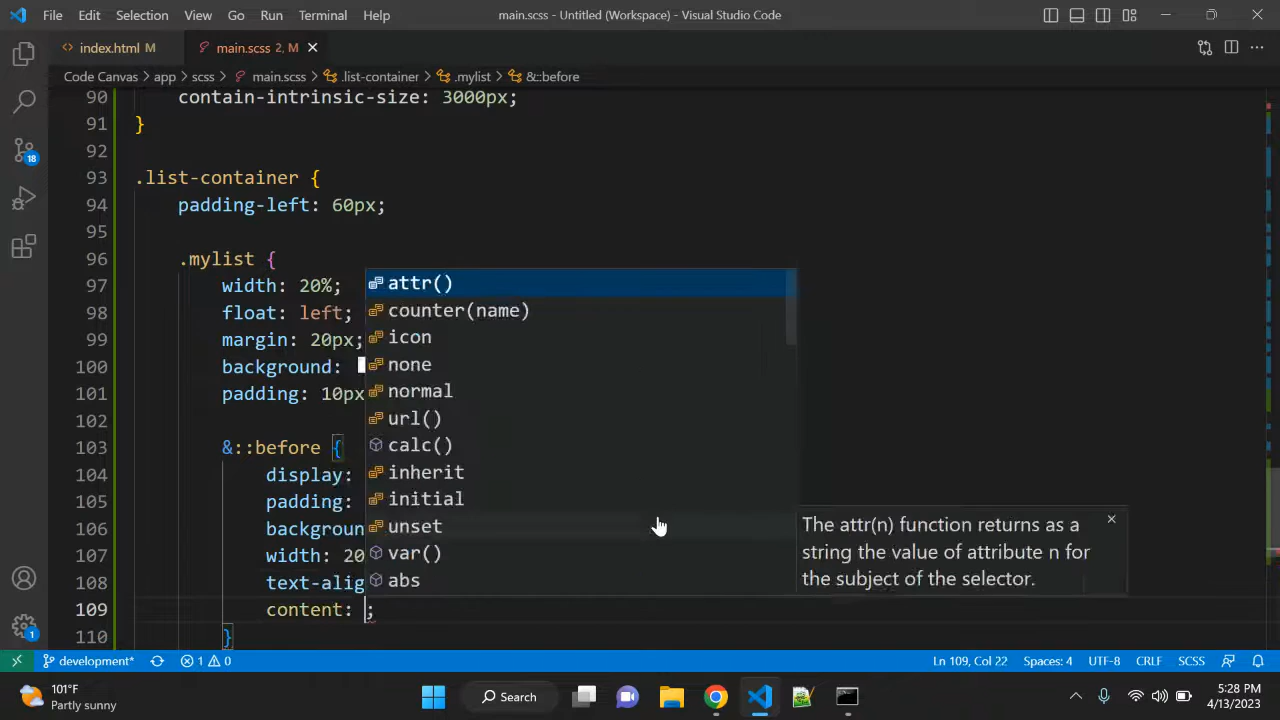 File Edit Selection View Go Run Terminal Help
main.scss - Untitled (Workspace) - Visual Studio Code
index.html M
main.scss 2, M
Code Canvas > app > scss > main.scss > .list-container > .mylist > &::before
90 contain-intrinsic-size: 3000px;
91 }
92
93 .list-container {
94 padding-left: 60px;
95
96 .mylist {
97 width: 20%;
98 float: left;
99 margin: 20px;
100 background:
101 padding: 10px
102
103 &::before {
104 display:
105 padding:
106 backgroun
107 width: 20
108 text-alig
109 content: ;
110 }
attr()
counter(name)
icon
none
normal
url()
calc()
inherit
initial
unset
var()
abs
The attr(n) function returns as a
string the value of attribute n for
the subject of the selector.
18
1
development*
1 0
Ln 109, Col 22
Spaces: 4
UTF-8
CRLF
SCSS
101°F
Partly sunny
Search
5:28 PM
4/13/2023